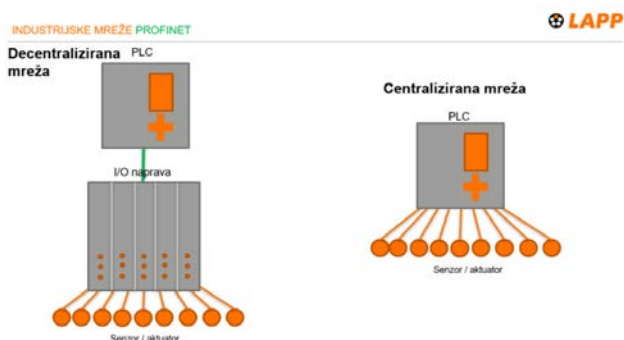 INDUSTRIJSKE MREŽE PROFINET
LAPP
Decentralizirana
mreža
PLC
I/O naprava
Senzor / aktuator
Centralizirana mreža
PLC
Senzor / aktuator